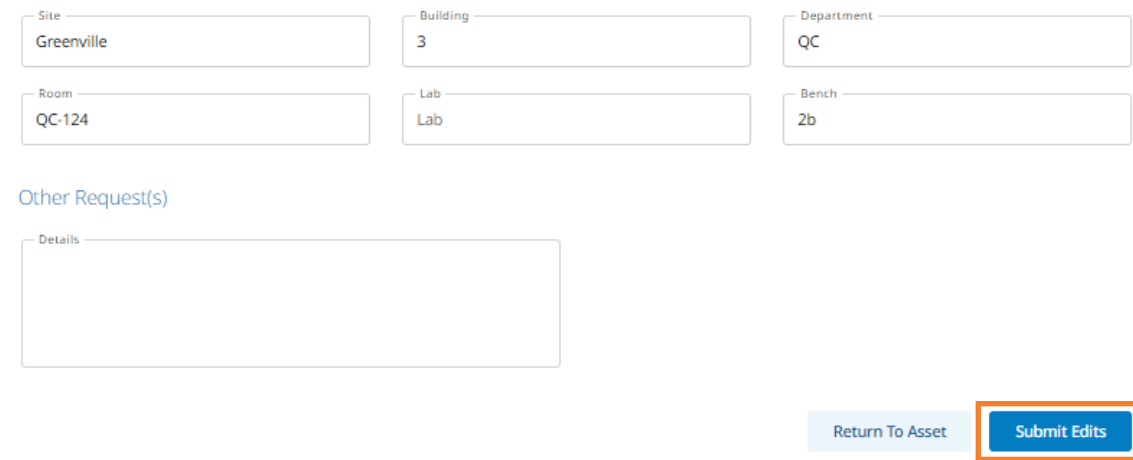 Site
Greenville
Building
3
Department
QC
Room
QC-124
Lab
Lab
Bench
2b
Other Request(s)
Details
Return To Asset
Submit Edits